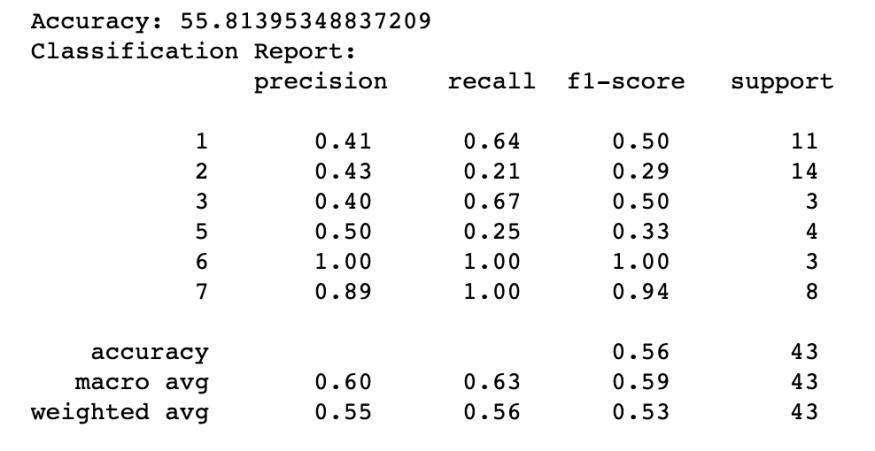 Accuracy: 55.81395348837209
Classification Report:
precision recall f1-score support
1 0.41 0.64 0.50 11
2 0.43 0.21 0.29 14
3 0.40 0.67 0.50 3
5 0.50 0.25 0.33 4
6 1.00 1.00 1.00 3
7 0.89 1.00 0.94 8
accuracy 0.56 43
macro avg 0.60 0.63 0.59 43
weighted avg 0.55 0.56 0.53 43